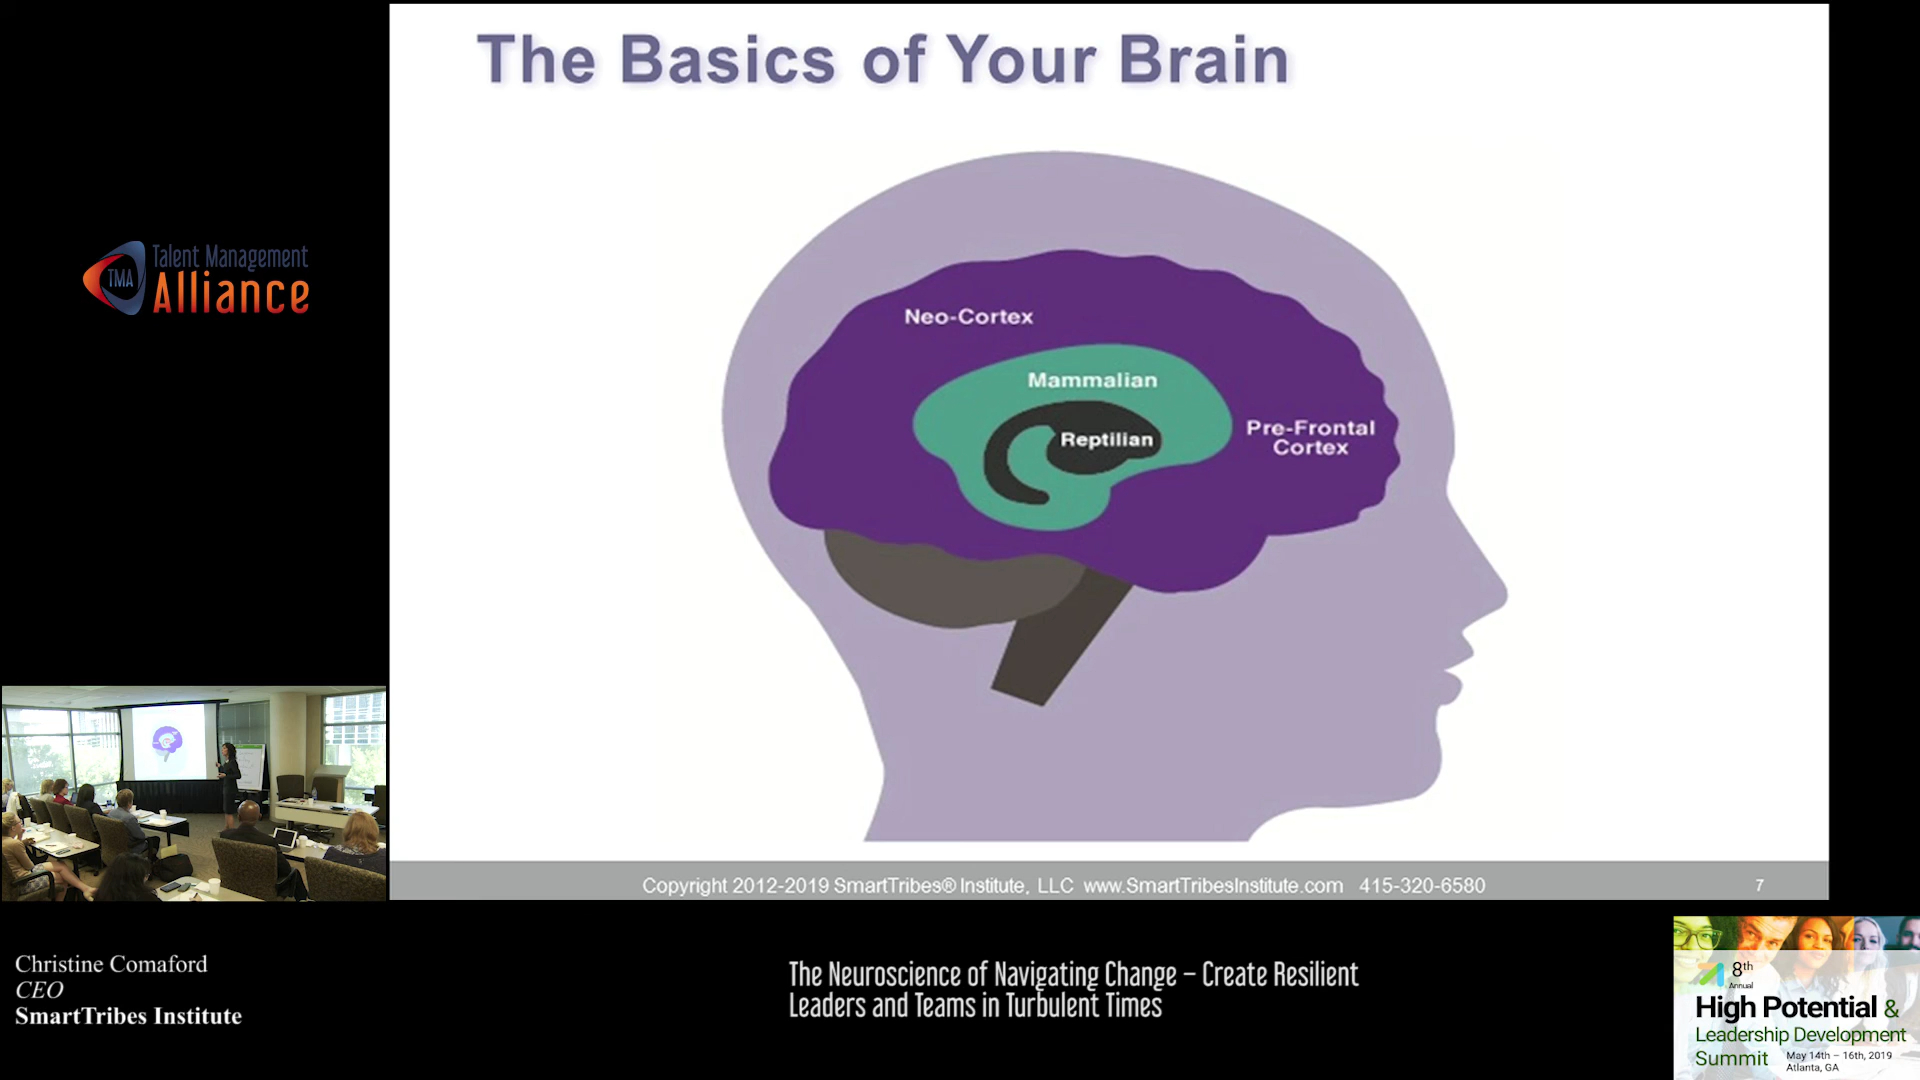 The Basics of Your Brain
Neo-Cortex
Mammalian
Reptilian
Pre-Frontal
Cortex
Copyright 2012-2019 SmartTribes® Institute, LLC www.SmartTribesInstitute.com 415-320-6580
7
TMA
Talent Management
Alliance
Christine Comaford
CEO
SmartTribes Institute
The Neuroscience of Navigating Change – Create Resilient
Leaders and Teams in Turbulent Times
8th
Annual
High Potential &
Leadership Development
Summit
May 14th – 16th, 2019
Atlanta, GA